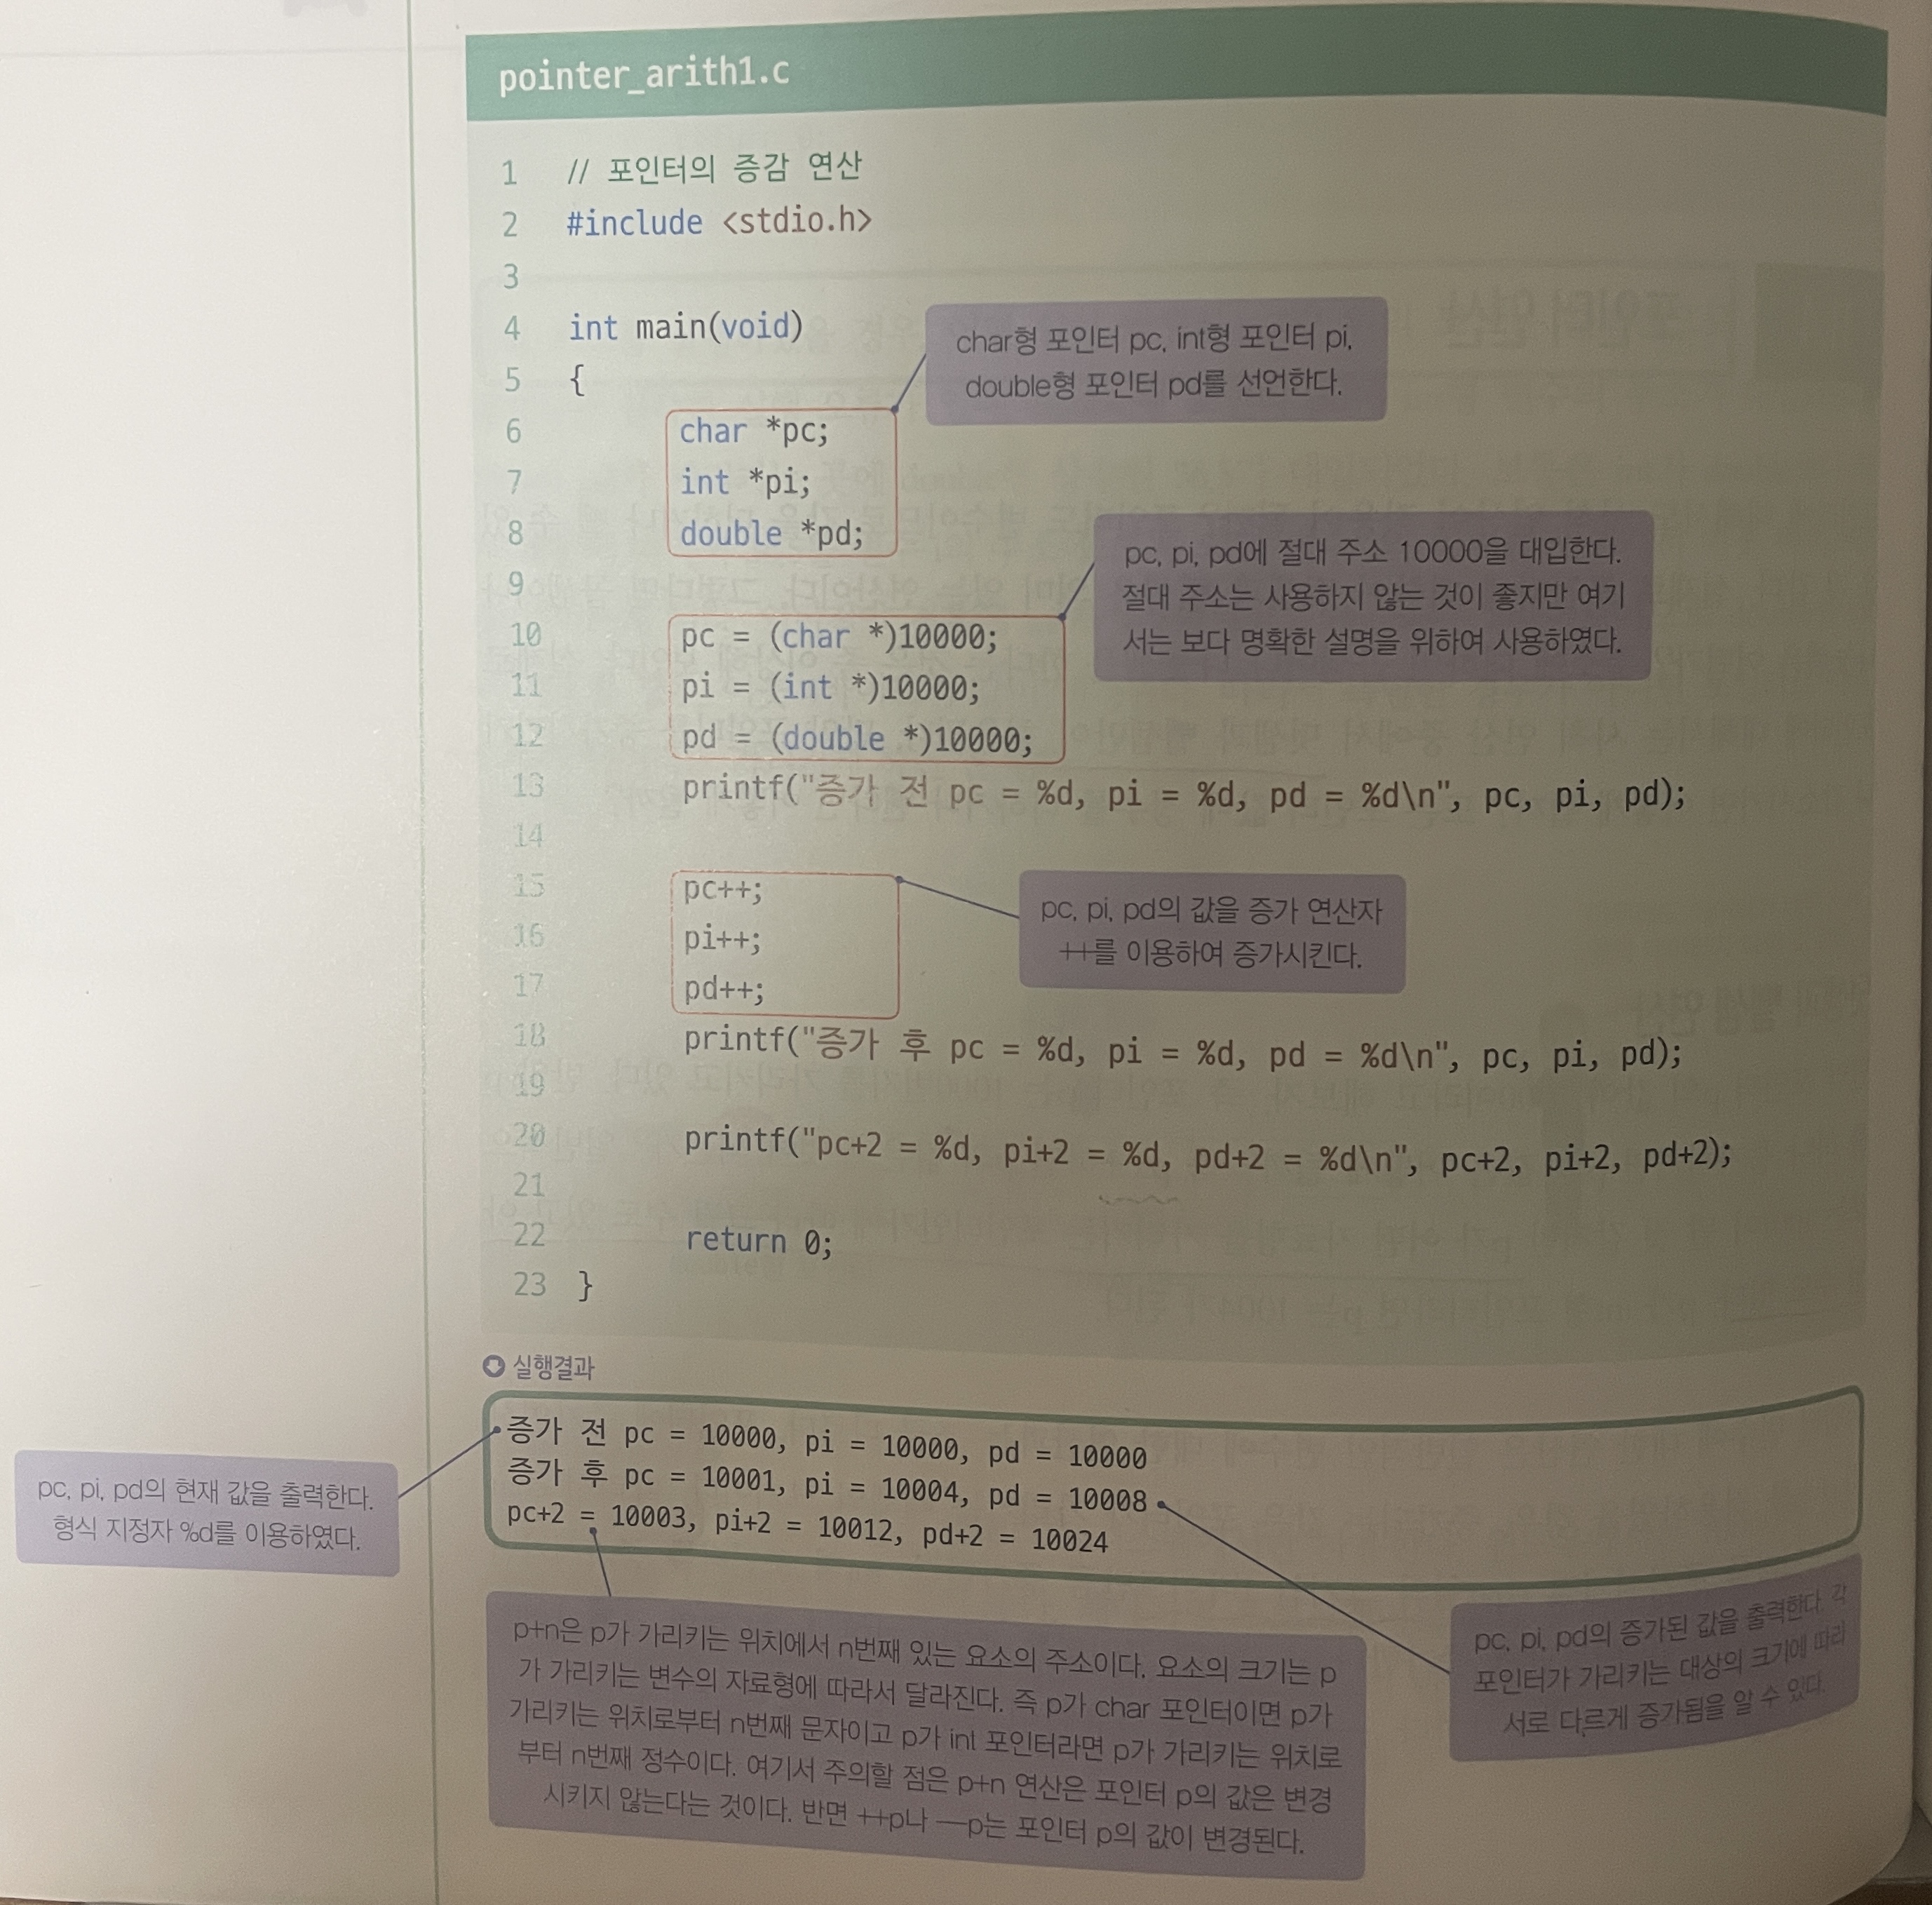 pointer_arith1.c
1 // 포인터의 증감 연산
2 #include <stdio.h>
3
4 int main(void)
5 {
char형 포인터 pc, int형 포인터 pi,
double형 포인터 pd를 선언한다.
6 char *pc;
7 int *pi;
8 double *pd;
9
pc, pi, pd에 절대 주소 10000을 대입한다.
절대 주소는 사용하지 않는 것이 좋지만 여기
서는 보다 명확한 설명을 위하여 사용하였다.
10 pc = (char *)10000;
11 pi = (int *)10000;
12 pd = (double *)10000;
13 printf("증가 전 pc = %d, pi = %d, pd = %d\n", pc, pi, pd);
14
15 pc++;
16 pi++;
17 pd++;
pc, pi, pd의 값을 증가 연산자
++를 이용하여 증가시킨다.
18 printf("증가 후 pc = %d, pi = %d, pd = %d\n", pc, pi, pd);
19
20 printf("pc+2 = %d, pi+2 = %d, pd+2 = %d\n", pc+2, pi+2, pd+2);
21
22 return 0;
23 }
실행결과
증가 전 pc = 10000, pi = 10000, pd = 10000
증가 후 pc = 10001, pi = 10004, pd = 10008
pc+2 = 10003, pi+2 = 10012, pd+2 = 10024
pc, pi, pd의 현재 값을 출력한다.
형식 지정자 %d를 이용하였다.
p+n은 p가 가리키는 위치에서 n번째 있는 요소의 주소이다. 요소의 크기는 p
가 가리키는 변수의 자료형에 따라서 달라진다. 즉 p가 char 포인터이면 p가
가리키는 위치로부터 n번째 문자이고 p가 int 포인터라면 p가 가리키는 위치로
부터 n번째 정수이다. 여기서 주의할 점은 p+n 연산은 포인터 p의 값은 변경
시키지 않는다는 것이다. 반면 ++p나 --p는 포인터 p의 값이 변경된다.
pc, pi, pd의 증가된 값을 출력한다. 각
포인터가 가리키는 대상의 크기에 따라
서로 다르게 증가됨을 알 수 있다.